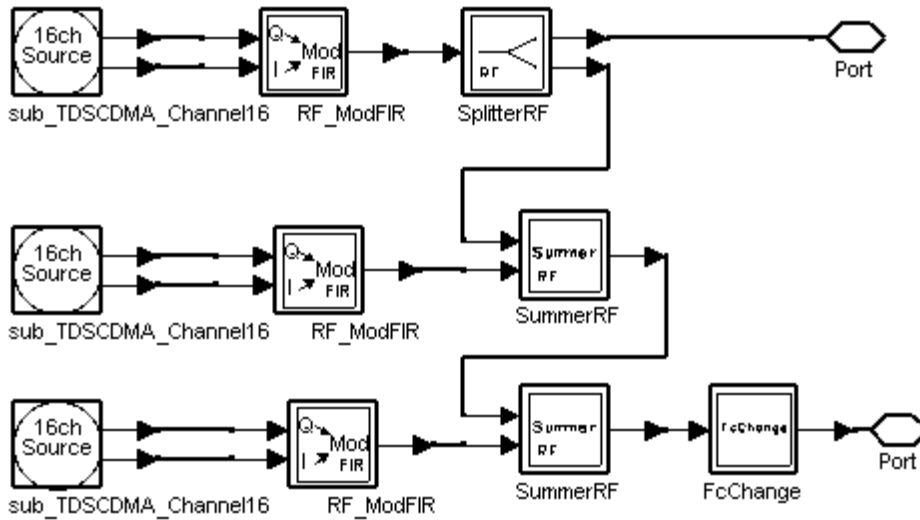 16ch
Source
Q
I
Mod
FIR
RF
Port
sub_TDSCDMA_Channel16
RF_ModFIR
SplitterRF
16ch
Source
Q
I
Mod
FIR
Summer
RF
sub_TDSCDMA_Channel16
RF_ModFIR
SummerRF
16ch
Source
Q
I
Mod
FIR
Summer
RF
FcChange
Port
sub_TDSCDMA_Channel16
RF_ModFIR
SummerRF
FcChange